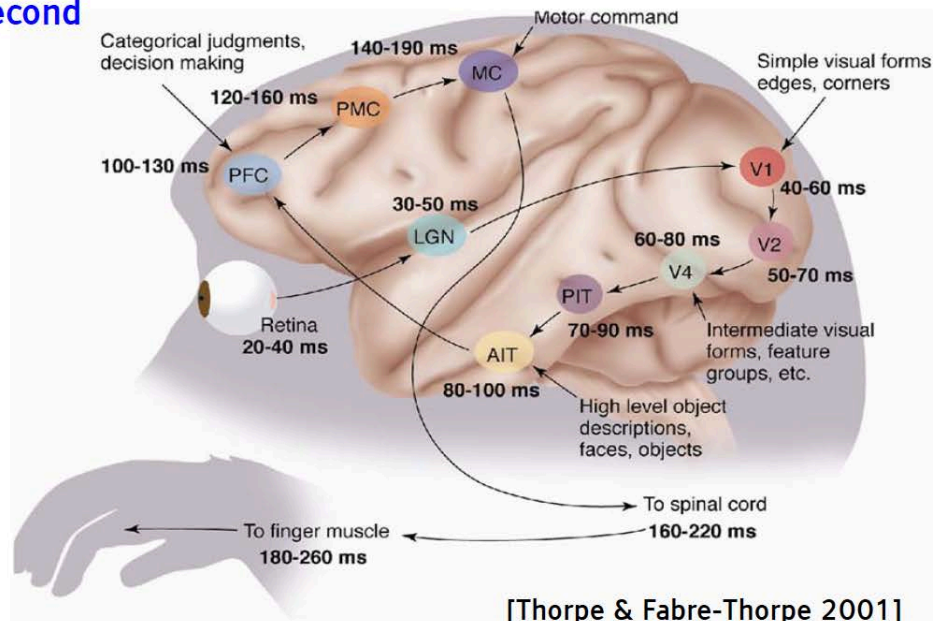 econd
Motor command
Categorical judgments,
decision making
140-190 ms
MC
Simple visual forms
edges, corners
120-160 ms
PMC
100-130 ms
PFC
V1
40-60 ms
30-50 ms
LGN
60-80 ms
V2
V4
50-70 ms
PIT
70-90 ms
Retina
20-40 ms
Intermediate visual
forms, feature
groups, etc.
AIT
80-100 ms
High level object
descriptions,
faces, objects
To spinal cord
160-220 ms
To finger muscle
180-260 ms
[Thorpe & Fabre-Thorpe 2001]